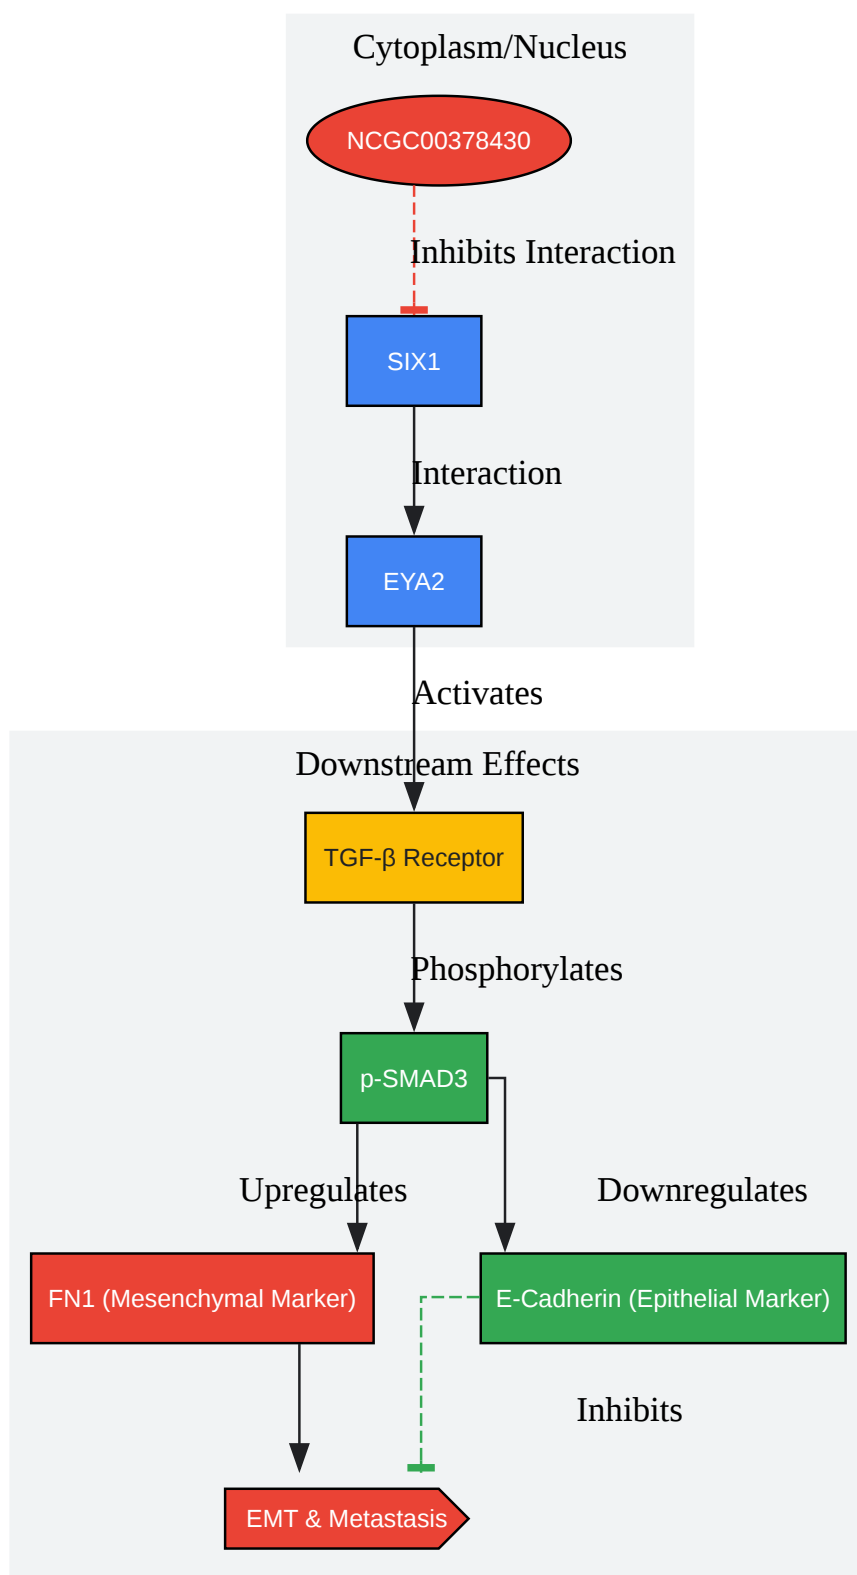 Cytoplasm/Nucleus
NCGC00378430
Inhibits Interaction
SIX1
Interaction
EYA2
Activates
Downstream Effects
TGF-β Receptor
Phosphorylates
p-SMAD3
Upregulates
Downregulates
FN1 (Mesenchymal Marker)
E-Cadherin (Epithelial Marker)
Inhibits
EMT & Metastasis